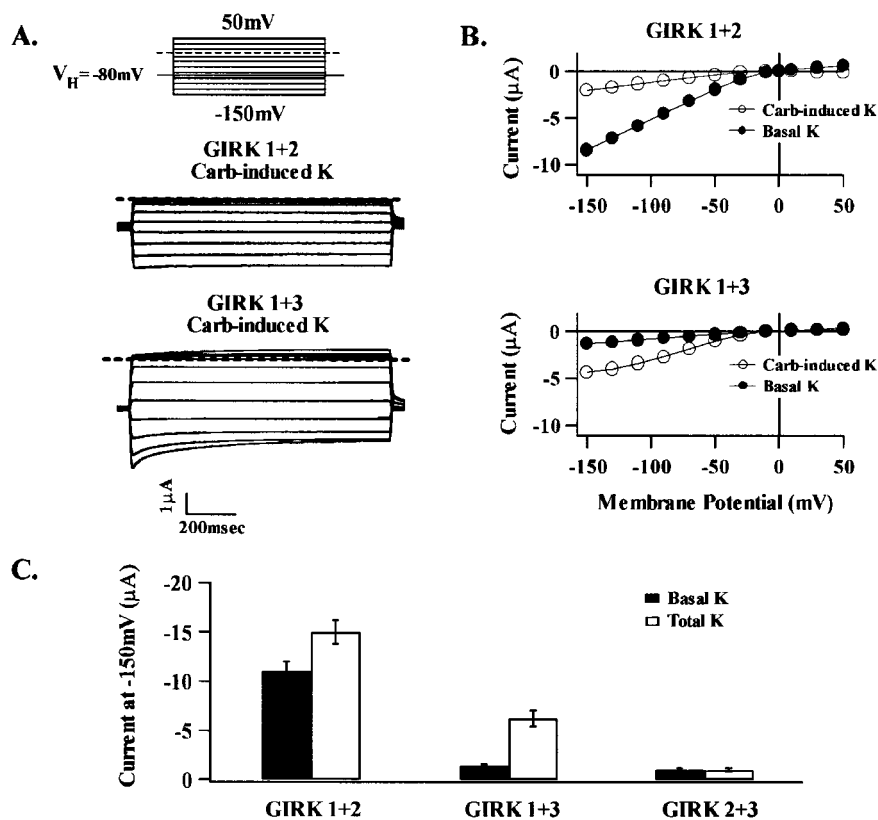 A.
50mV
V_H = -80mV
-150mV
GIRK 1+2
Carb-induced K
GIRK 1+3
Carb-induced K
1µA
200msec
B.
GIRK 1+2
Current (µA)
0
-5
-10
Carb-induced K
Basal K
-150 -100 -50 0 50
GIRK 1+3
Current (µA)
0
-5
-10
Carb-induced K
Basal K
-150 -100 -50 0 50
Membrane Potential (mV)
C.
Current at -150mV (µA)
-20
-15
-10
-5
0
Basal K
Total K
GIRK 1+2 GIRK 1+3 GIRK 2+3